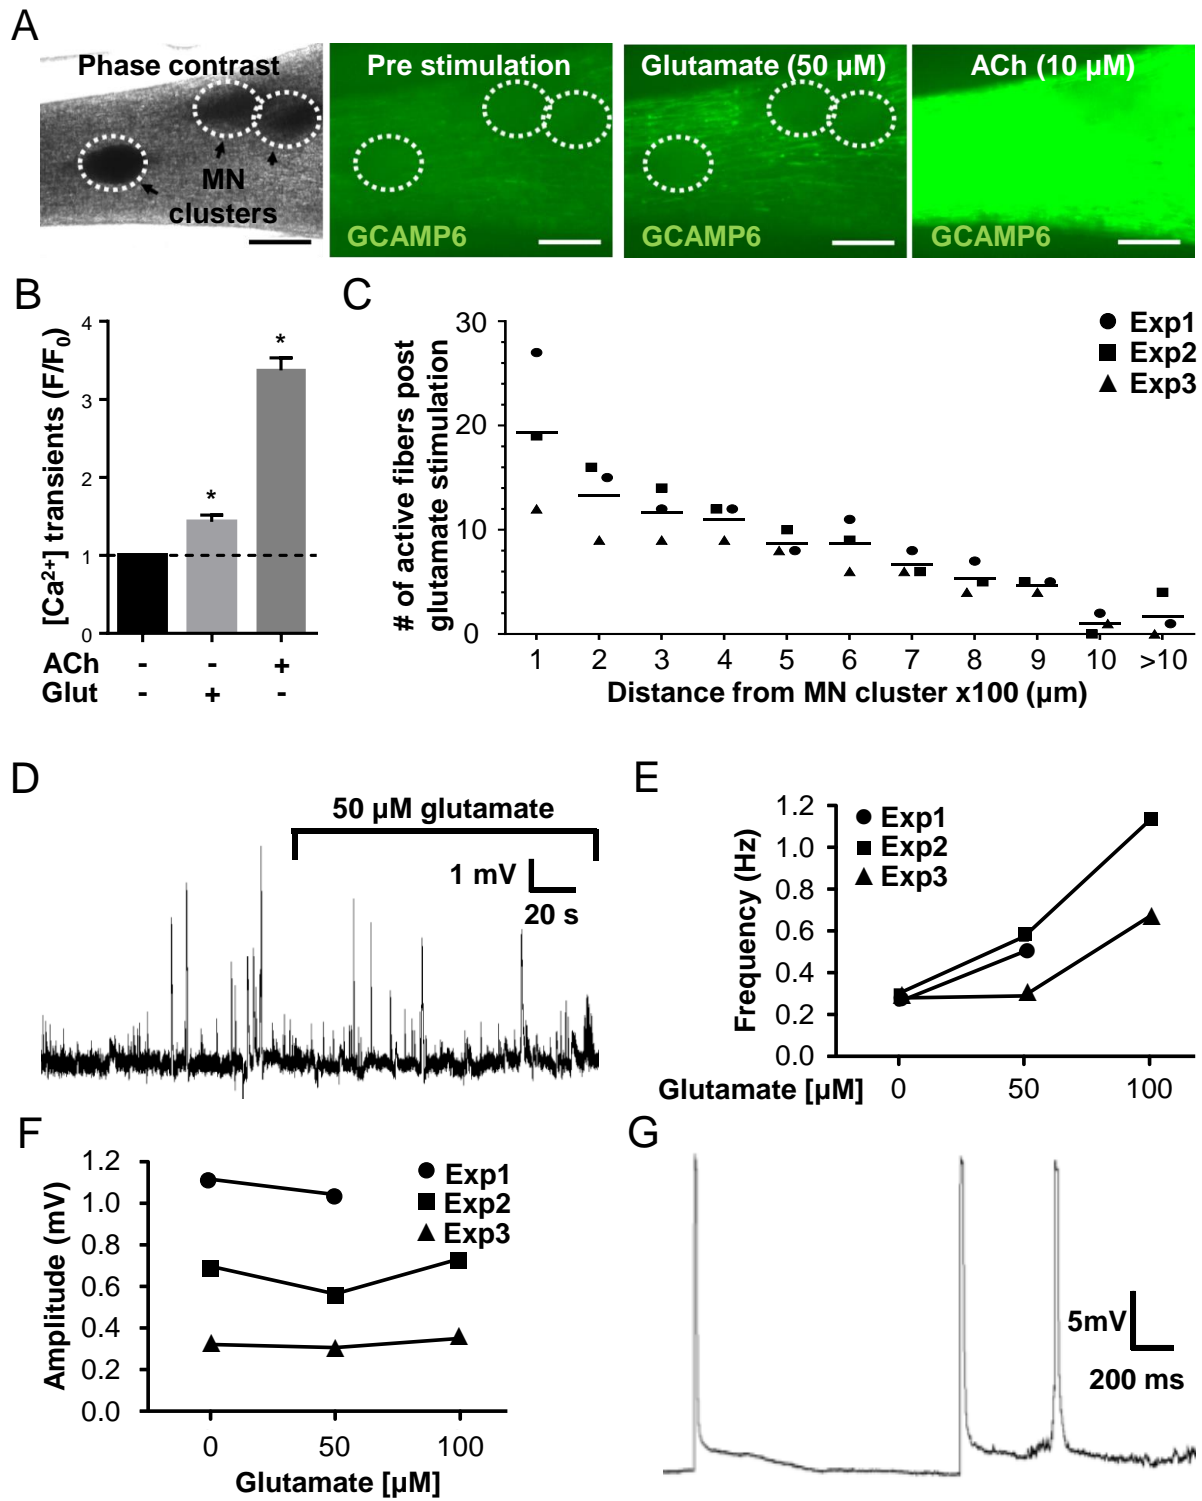 A
Phase contrast
MN
clusters
Pre stimulation
GCAMP6
Glutamate (50 µM)
GCAMP6
ACh (10 µM)
GCAMP6
B
[Ca²⁺] transients (F/F₀)
4
3
2
1
0
*
*
ACh - - +
Glut - + -
C
# of active fibers post
glutamate stimulation
30
20
10
0
Exp1
Exp2
Exp3
1 2 3 4 5 6 7 8 9 10 >10
Distance from MN cluster x100 (µm)
D
50 µM glutamate
1 mV
20 s
E
Frequency (Hz)
1.2
1.0
0.8
0.6
0.4
0.2
0.0
Exp1
Exp2
Exp3
0 50 100
Glutamate [µM]
F
Amplitude (mV)
1.2
1.0
0.8
0.6
0.4
0.2
0.0
Exp1
Exp2
Exp3
0 50 100
Glutamate [µM]
G
5mV
200 ms